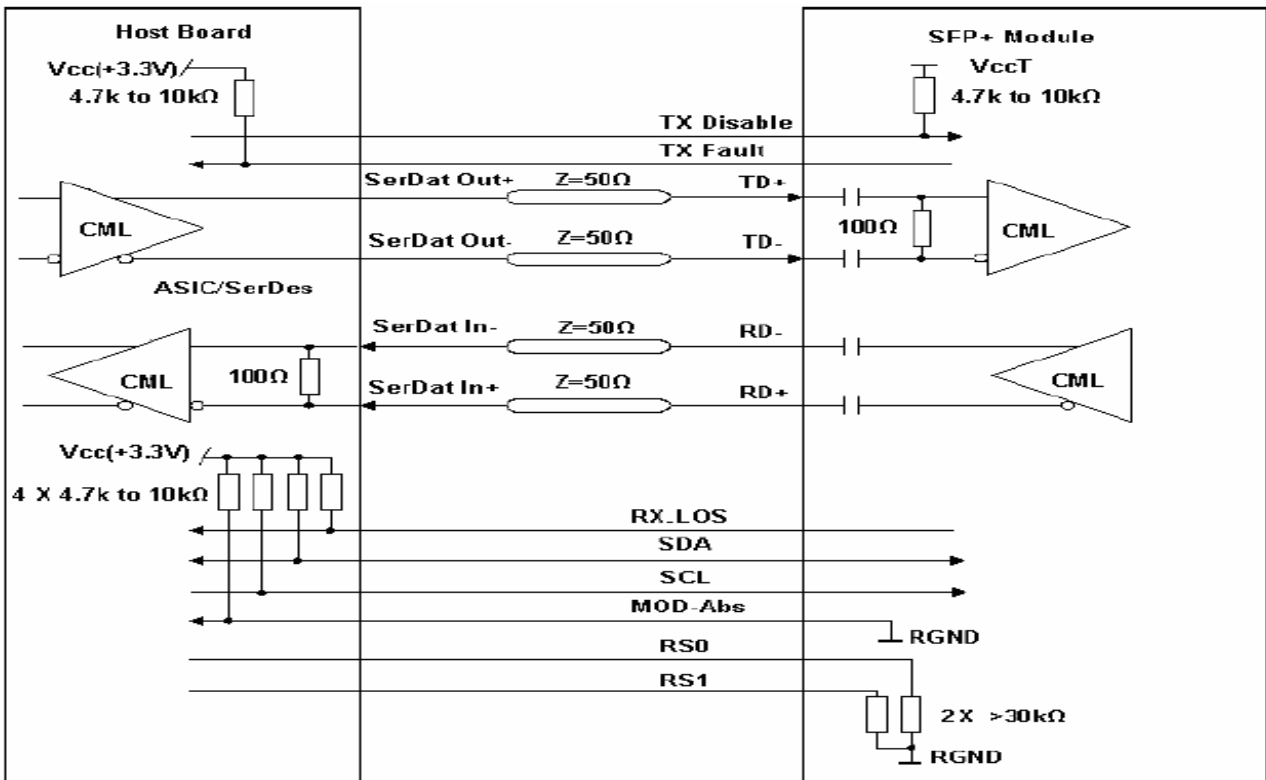 Host Board
SFP+ Module
Vcc(+3.3V)
4.7k to 10kΩ
VccT
4.7k to 10kΩ
TX Disable
TX Fault
SerDat Out+
Z=50Ω
TD+
CML
100Ω
CML
SerDat Out-
Z=50Ω
TD-
ASIC/SerDes
SerDat In-
Z=50Ω
RD-
CML
100Ω
SerDat In+
Z=50Ω
RD+
CML
Vcc(+3.3V)
4 X 4.7k to 10kΩ
RX_LOS
SDA
SCL
MOD-Abs
RGND
RS0
RS1
2X >30kΩ
RGND